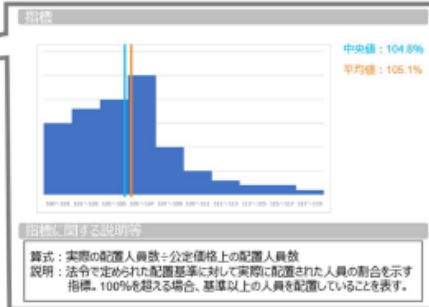 指標
中央値：104.8%
平均値：105.1%
指標に関する説明等
算式：実際の配置人員数÷公定価格上の配置人員数
説明：法令で定められた配置基準に対して実際に配置された人員の割合を示す
指標。100%を超える場合、基準以上の人員を配置していることを表す。